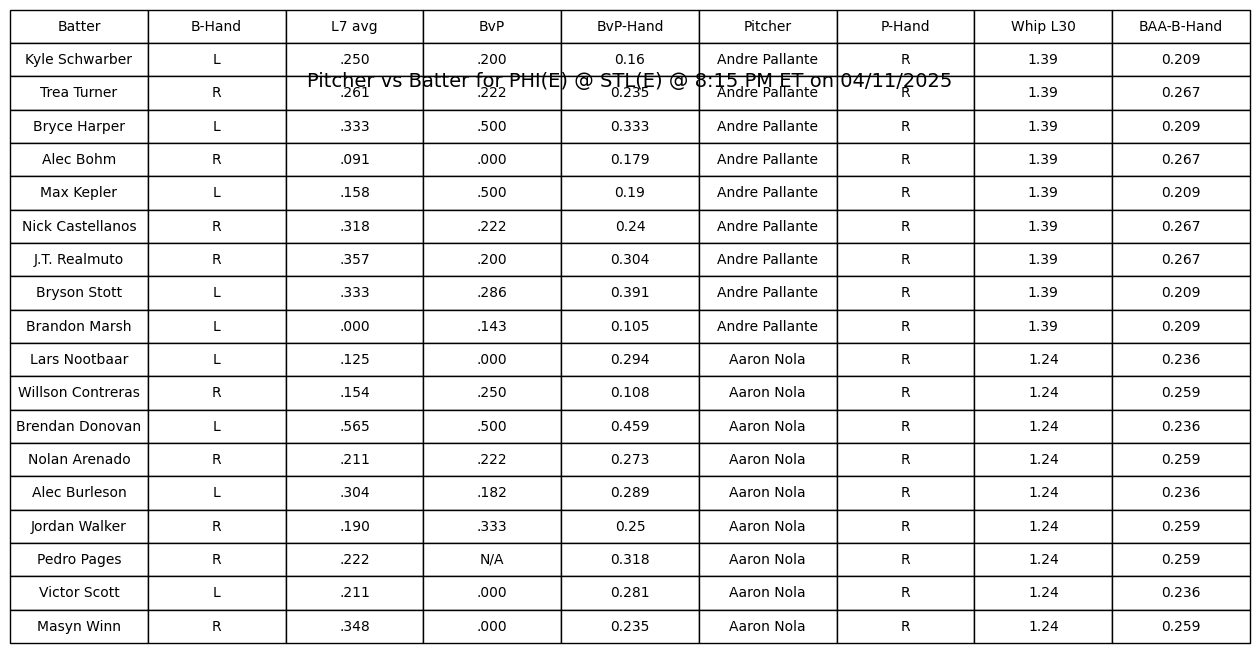 Batter B-Hand L7 avg BvP BvP-Hand Pitcher P-Hand Whip L30 BAA-B-Hand
Kyle Schwarber L .250 .200 0.16 Andre Pallante R 1.39 0.209
Pitcher vs Batter for PHI(E) @ STL(E) @ 8:15 PM ET on 04/11/2025
Trea Turner R .261 .222 0.235 Andre Pallante R 1.39 0.267
Bryce Harper L .333 .500 0.333 Andre Pallante R 1.39 0.209
Alec Bohm R .091 .000 0.179 Andre Pallante R 1.39 0.267
Max Kepler L .158 .500 0.19 Andre Pallante R 1.39 0.209
Nick Castellanos R .318 .222 0.24 Andre Pallante R 1.39 0.267
J.T. Realmuto R .357 .200 0.304 Andre Pallante R 1.39 0.267
Bryson Stott L .333 .286 0.391 Andre Pallante R 1.39 0.209
Brandon Marsh L .000 .143 0.105 Andre Pallante R 1.39 0.209
Lars Nootbaar L .125 .000 0.294 Aaron Nola R 1.24 0.236
Willson Contreras R .154 .250 0.108 Aaron Nola R 1.24 0.259
Brendan Donovan L .565 .500 0.459 Aaron Nola R 1.24 0.236
Nolan Arenado R .211 .222 0.273 Aaron Nola R 1.24 0.259
Alec Burleson L .304 .182 0.289 Aaron Nola R 1.24 0.236
Jordan Walker R .190 .333 0.25 Aaron Nola R 1.24 0.259
Pedro Pages R .222 N/A 0.318 Aaron Nola R 1.24 0.259
Victor Scott L .211 .000 0.281 Aaron Nola R 1.24 0.236
Masyn Winn R .348 .000 0.235 Aaron Nola R 1.24 0.259